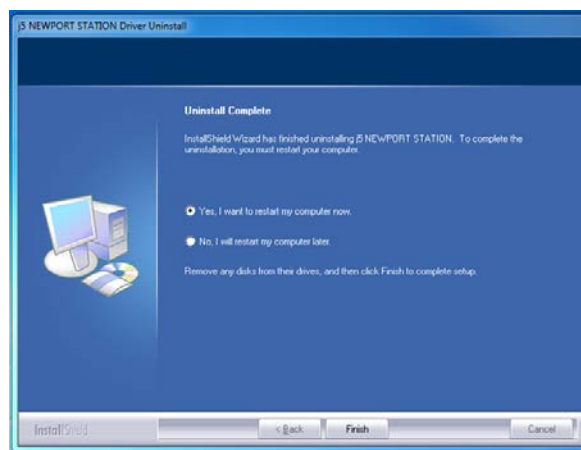 j5 NEWPORT STATION Driver Uninstall
Uninstall Complete
InstallShield Wizard has finished uninstalling j5 NEWPORT STATION. To complete the
uninstallation, you must restart your computer.
Yes, I want to restart my computer now.
No, I will restart my computer later.
Remove any disks from their drives, and then click Finish to complete setup.
InstallShield
< Back
Finish
Cancel